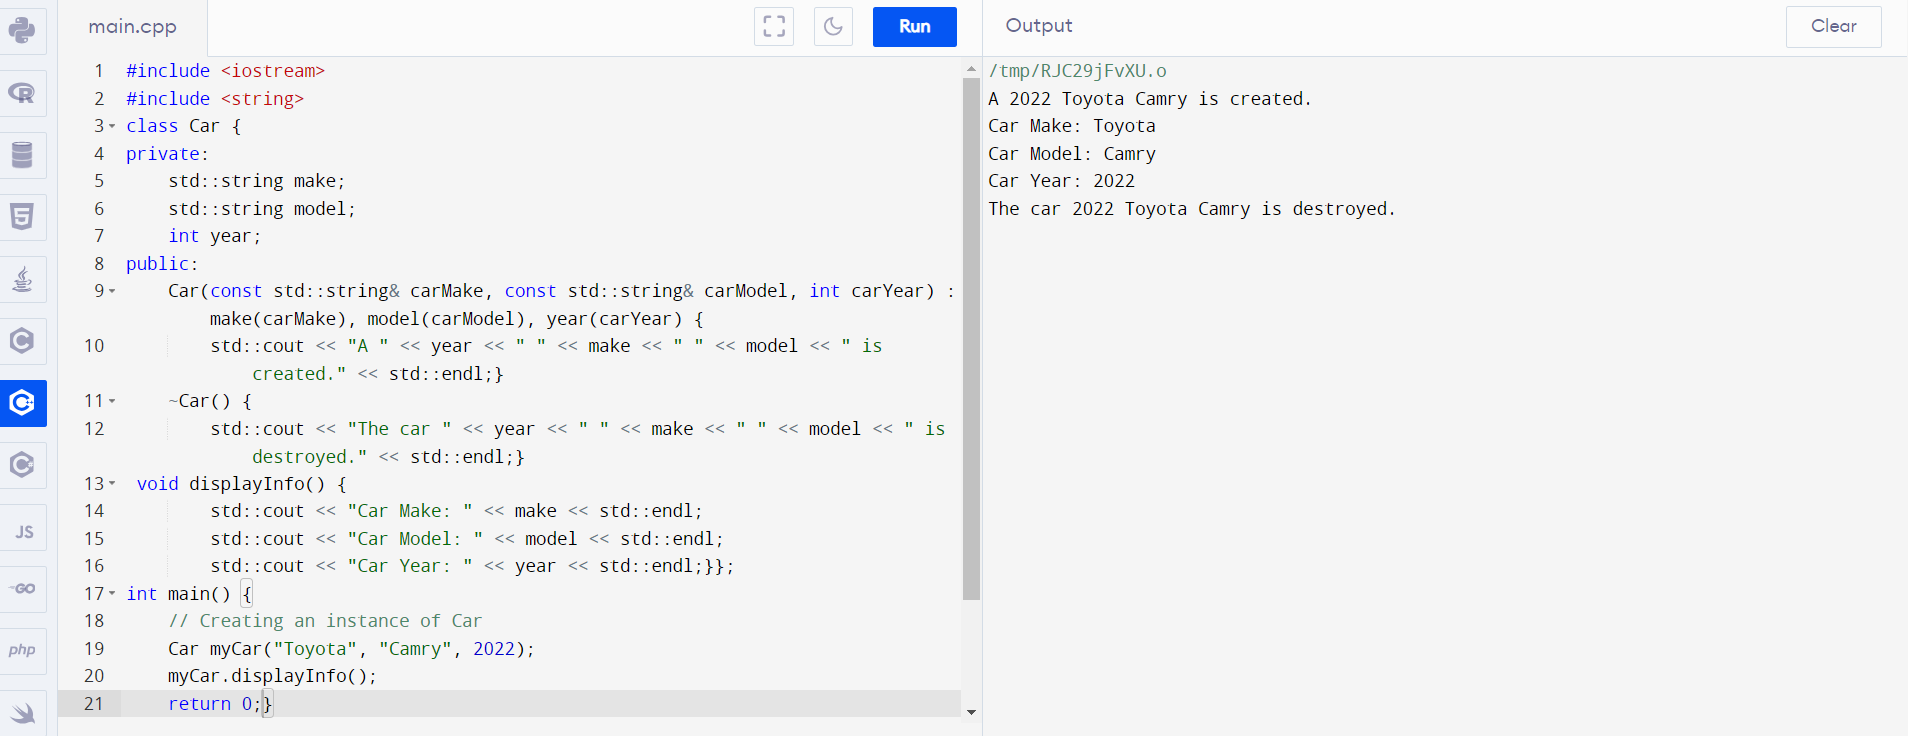 main.cpp
Run
Output
Clear
1 #include <iostream>
2 #include <string>
3 class Car {
4 private:
5     std::string make;
6     std::string model;
7     int year;
8 public:
9     Car(const std::string& carMake, const std::string& carModel, int carYear) :
        make(carMake), model(carModel), year(carYear) {
10         std::cout << "A " << year << " " << make << " " << model << " is
            created." << std::endl;}
11     ~Car() {
12         std::cout << "The car " << year << " " << make << " " << model << " is
            destroyed." << std::endl;}
13  void displayInfo() {
14         std::cout << "Car Make: " << make << std::endl;
15         std::cout << "Car Model: " << model << std::endl;
16         std::cout << "Car Year: " << year << std::endl;}};
17 int main() {
18     // Creating an instance of Car
19     Car myCar("Toyota", "Camry", 2022);
20     myCar.displayInfo();
21     return 0;}
/tmp/RJC29jFvXU.o
A 2022 Toyota Camry is created.
Car Make: Toyota
Car Model: Camry
Car Year: 2022
The car 2022 Toyota Camry is destroyed.
R
5
C
C++
C#
JS
GO
php